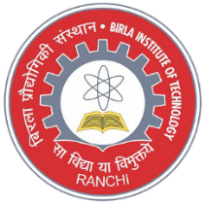 बिरला प्रौद्योगिकी संस्थान • BIRLA INSTITUTE OF TECHNOLOGY
सा विद्या या विमुक्तये
RANCHI